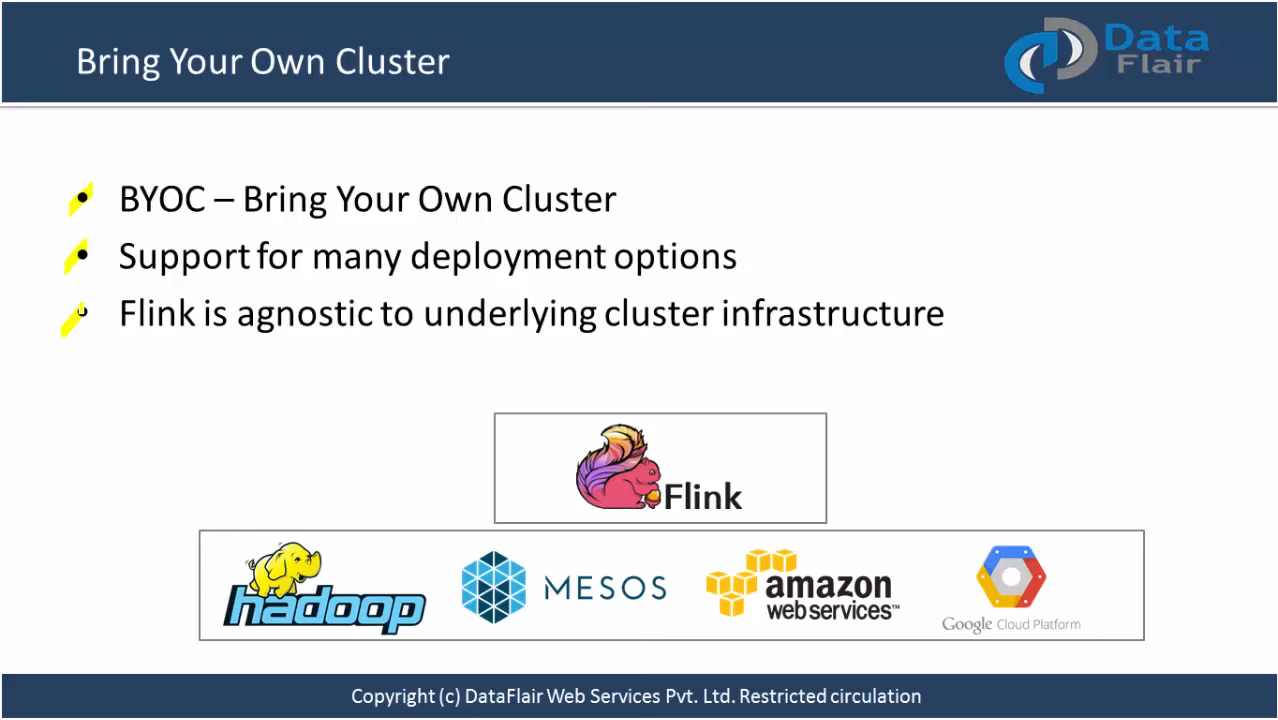 Bring Your Own Cluster
Data
Flair
• BYOC – Bring Your Own Cluster
• Support for many deployment options
• Flink is agnostic to underlying cluster infrastructure
Flink
hadoop
MESOS
amazon
web services™
Google Cloud Platform
Copyright (c) DataFlair Web Services Pvt. Ltd. Restricted circulation